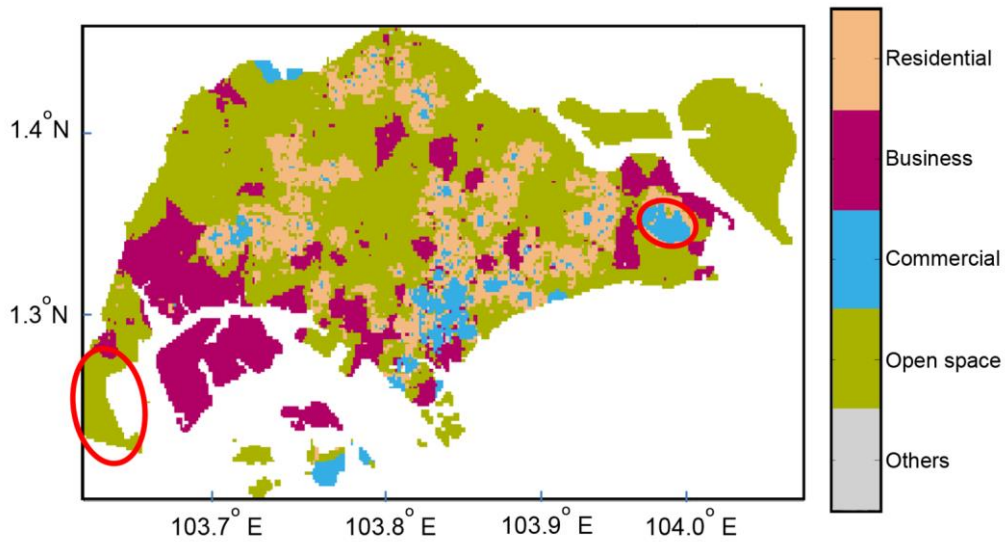 Residential
Business
Commercial
Open space
Others
1.4° N
1.3° N
103.7° E
103.8° E
103.9° E
104.0° E